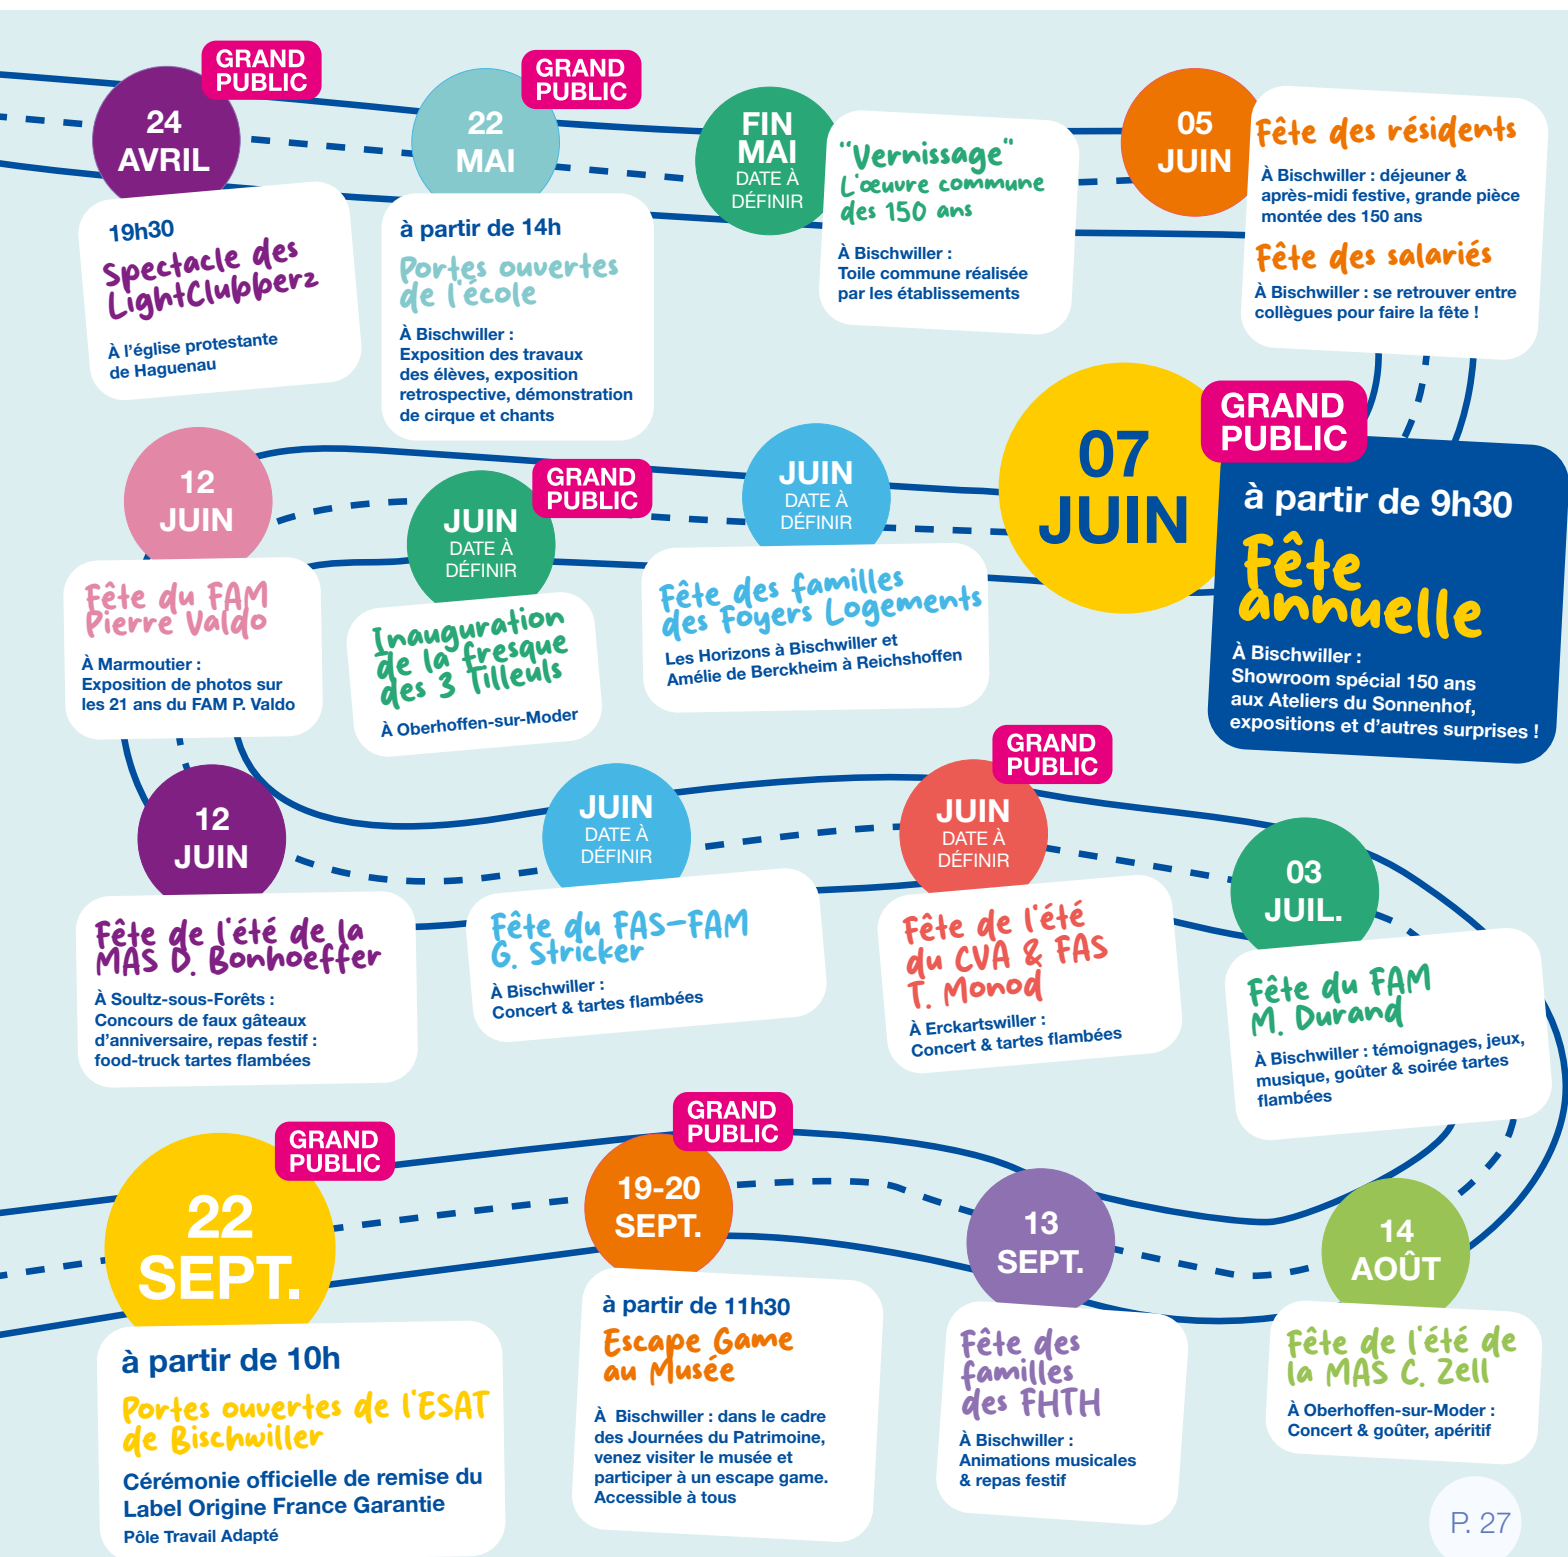 GRAND
PUBLIC
24
AVRIL
19h30
Spectacle des
LightClubberz
À l'église protestante
de Haguenau
GRAND
PUBLIC
22
MAI
à partir de 14h
Portes ouvertes
de l'école
À Bischwiller :
Exposition des travaux
des élèves, exposition
retrospective, démonstration
de cirque et chants
FIN
MAI
DATE À
DÉFINIR
"Vernissage"
L'œuvre commune
des 150 ans
À Bischwiller :
Toile commune réalisée
par les établissements
05
JUIN
Fête des résidents
À Bischwiller : déjeuner &
après-midi festive, grande pièce
montée des 150 ans
Fête des salariés
À Bischwiller : se retrouver entre
collègues pour faire la fête !
07
JUIN
GRAND
PUBLIC
à partir de 9h30
Fête
annuelle
À Bischwiller :
Showroom spécial 150 ans
aux Ateliers du Sonnenhof,
expositions et d'autres surprises !
JUIN
DATE À
DÉFINIR
Fête des familles
des Foyers Logements
Les Horizons à Bischwiller et
Amélie de Berckheim à Reichshoffen
GRAND
PUBLIC
JUIN
DATE À
DÉFINIR
Inauguration
de la fresque
des 3 Tilleuls
À Oberhoffen-sur-Moder
12
JUIN
Fête du FAM
Pierre Valdo
À Marmoutier :
Exposition de photos sur
les 21 ans du FAM P. Valdo
12
JUIN
Fête de l'été de la
MAS D. Bonhoeffer
À Soultz-sous-Forêts :
Concours de faux gâteaux
d'anniversaire, repas festif :
food-truck tartes flambées
JUIN
DATE À
DÉFINIR
Fête du FAS-FAM
G. Stricker
À Bischwiller :
Concert & tartes flambées
GRAND
PUBLIC
JUIN
DATE À
DÉFINIR
Fête de l'été
du CVA & FAS
T. Monod
À Erckartswiller :
Concert & tartes flambées
03
JUIL.
Fête du FAM
M. Durand
À Bischwiller : témoignages, jeux,
musique, goûter & soirée tartes
flambées
14
AOÛT
Fête de l'été de
la MAS C. Zell
À Oberhoffen-sur-Moder :
Concert & goûter, apéritif
13
SEPT.
Fête des
familles
des FHTH
À Bischwiller :
Animations musicales
& repas festif
GRAND
PUBLIC
19-20
SEPT.
à partir de 11h30
Escape Game
au Musée
À Bischwiller : dans le cadre
des Journées du Patrimoine,
venez visiter le musée et
participer à un escape game.
Accessible à tous
GRAND
PUBLIC
22
SEPT.
à partir de 10h
Portes ouvertes de l'ESAT
de Bischwiller
Cérémonie officielle de remise du
Label Origine France Garantie
Pôle Travail Adapté
P. 27